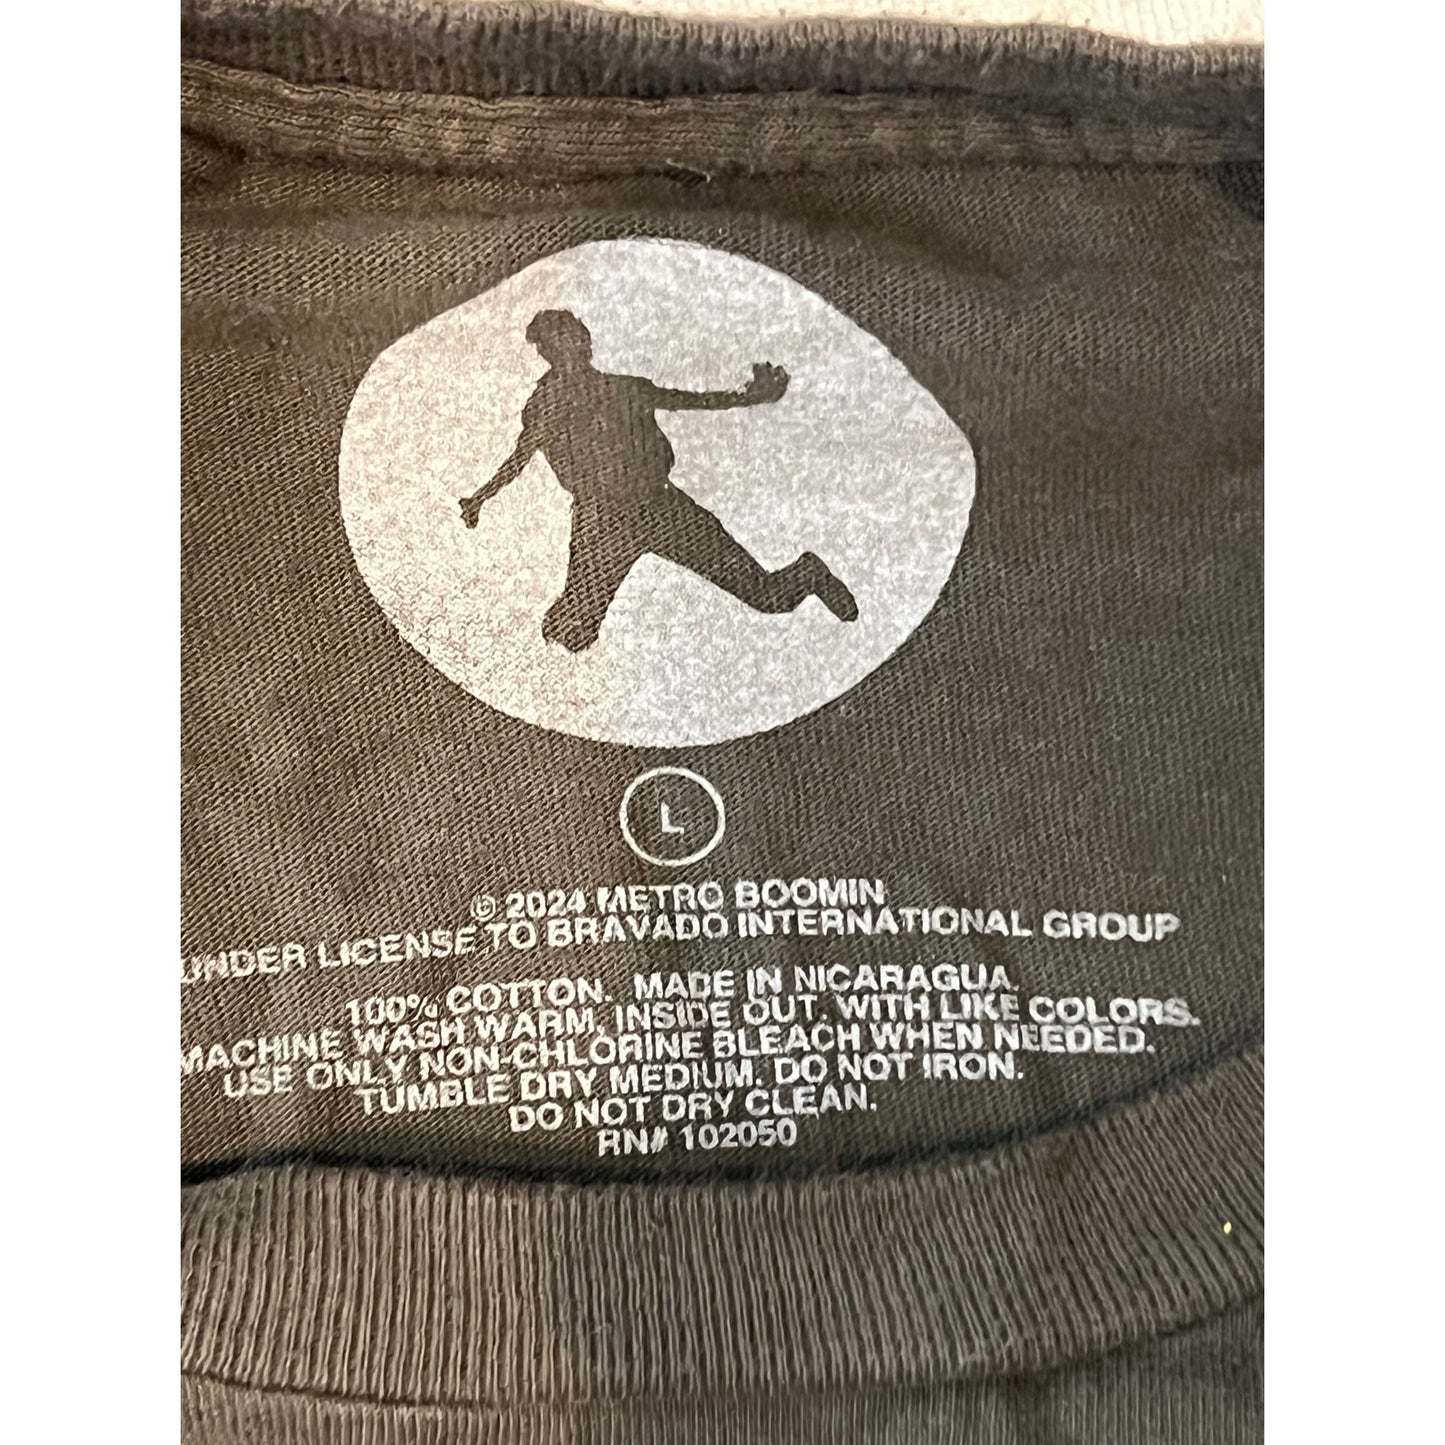 L
© 2024 METRO BOOMIN
UNDER LICENSE TO BRAVADO INTERNATIONAL GROUP
100% COTTON. MADE IN NICARAGUA.
MACHINE WASH WARM, INSIDE OUT, WITH LIKE COLORS.
USE ONLY NON-CHLORINE BLEACH WHEN NEEDED.
TUMBLE DRY MEDIUM. DO NOT IRON.
DO NOT DRY CLEAN.
RN# 102050